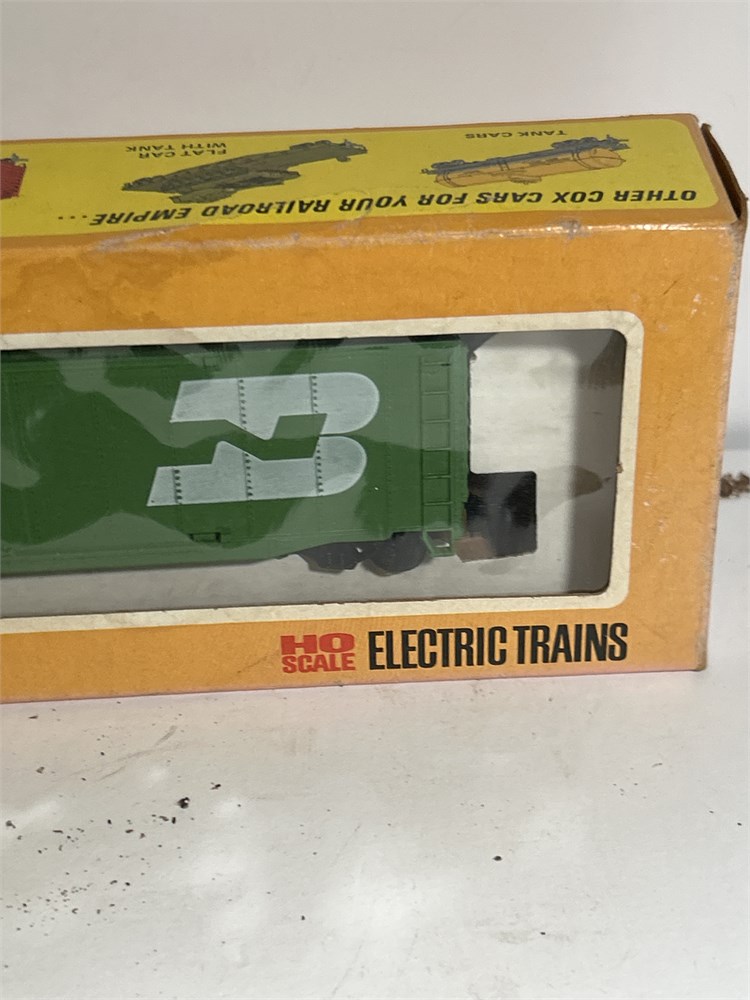 OTHER COX CARS FOR YOUR RAILROAD EMPIRE...
TANK CARS
FLAT CAR
WITH TANK
HO
SCALE
ELECTRIC TRAINS